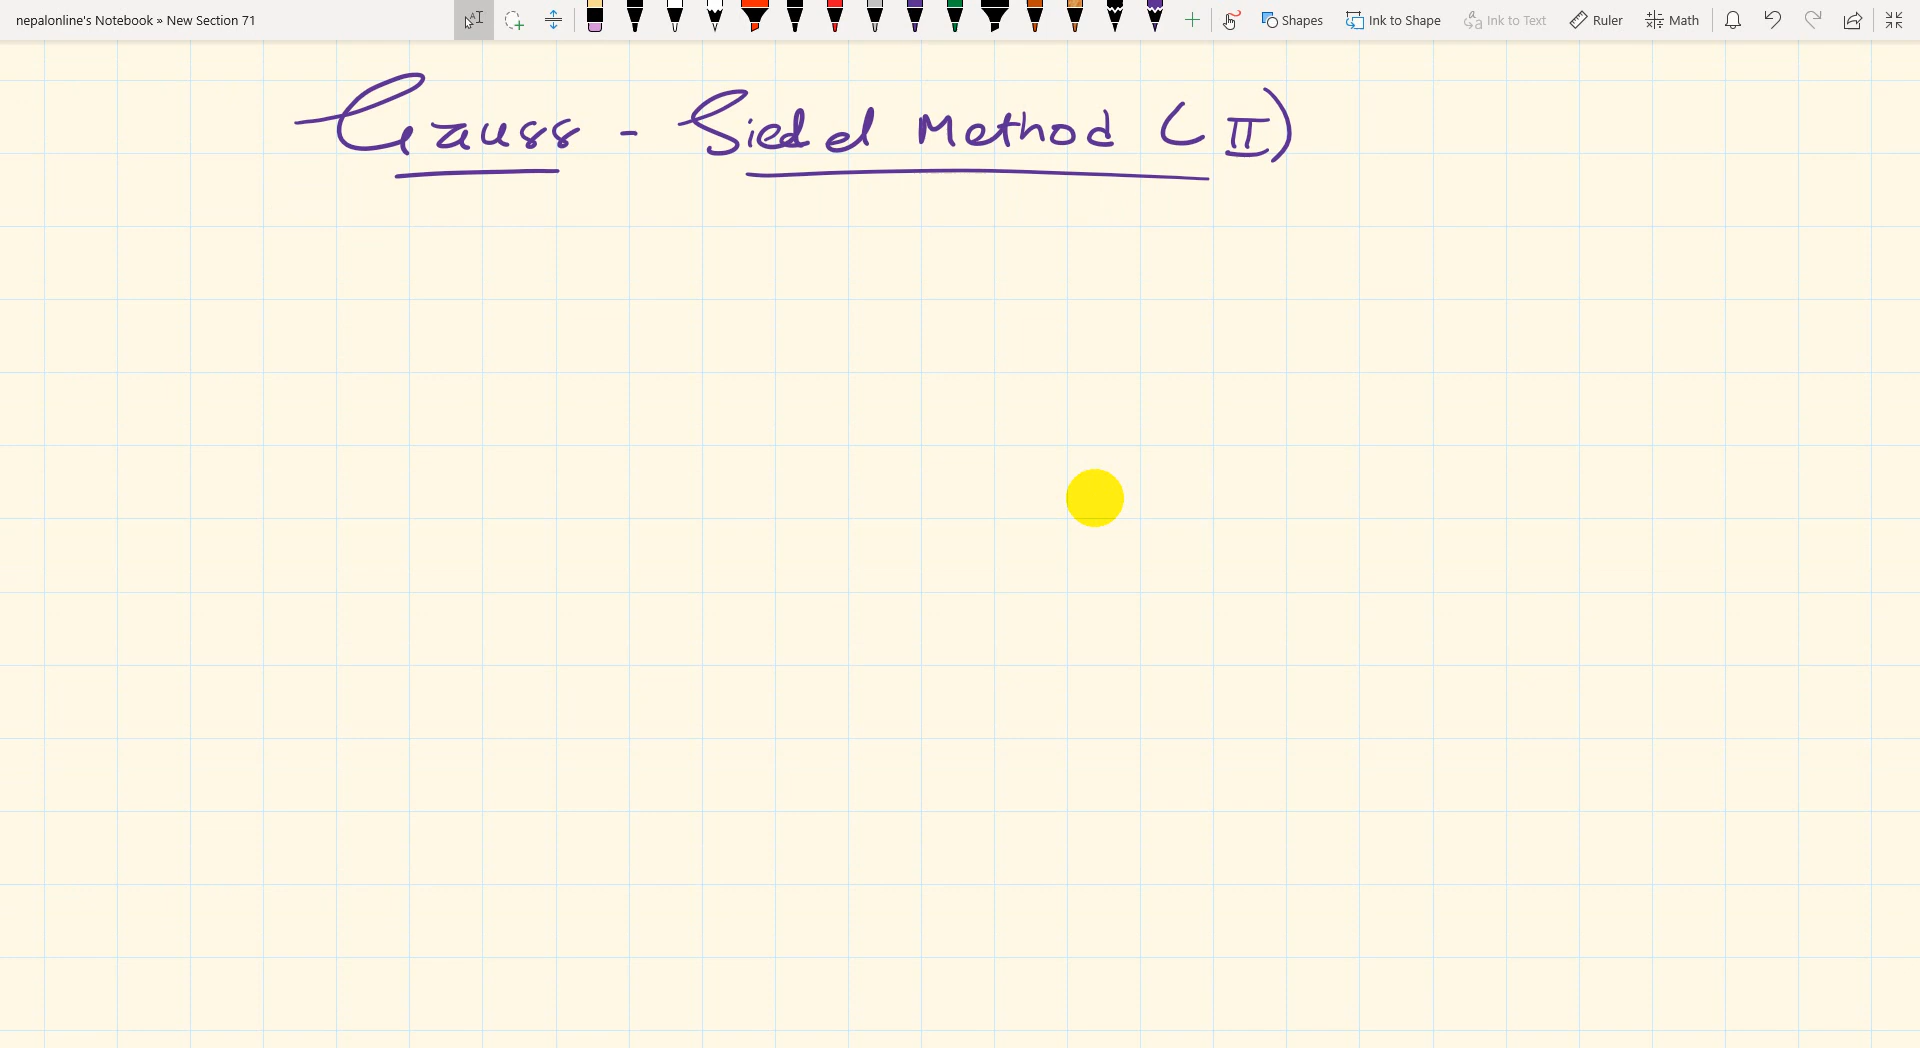 nepalonline's Notebook » New Section 71
Shapes
Ink to Shape
Ink to Text
Ruler
Math
Gauss - Siedel Method (II)